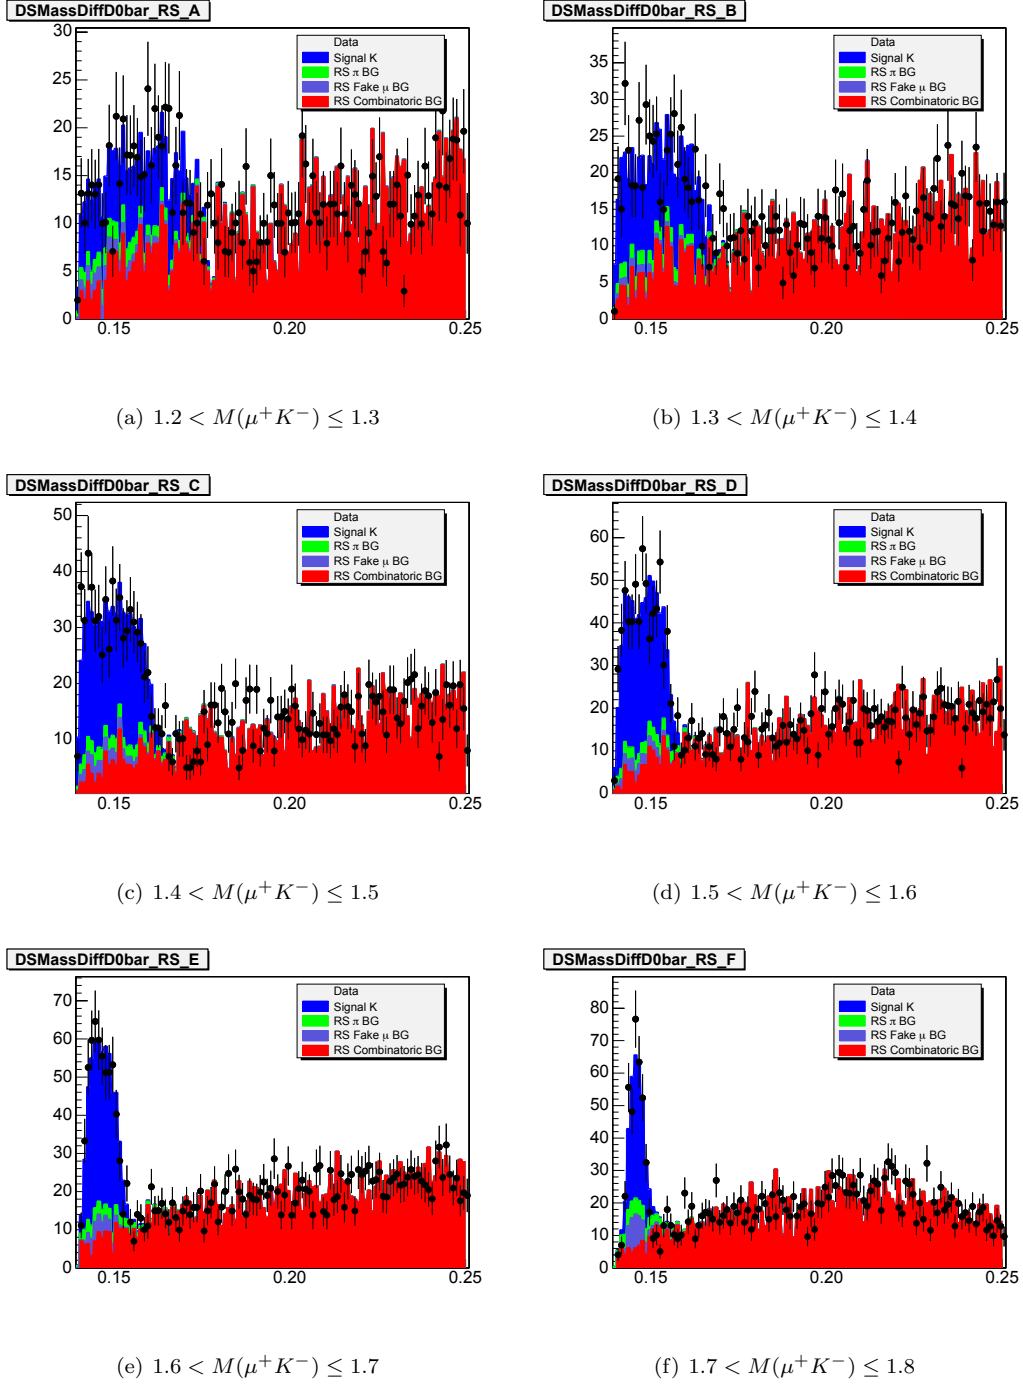 DSMassDiffD0bar_RS_A
30
25
20
15
10
5
0
0.15
0.20
0.25
Data
Signal K
RS π BG
RS Fake μ BG
RS Combinatoric BG
(a) 1.2 < M(μ⁺K⁻) ≤ 1.3
DSMassDiffD0bar_RS_B
35
30
25
20
15
10
5
0
0.15
0.20
0.25
Data
Signal K
RS π BG
RS Fake μ BG
RS Combinatoric BG
(b) 1.3 < M(μ⁺K⁻) ≤ 1.4
DSMassDiffD0bar_RS_C
50
40
30
20
10
0.15
0.20
0.25
Data
Signal K
RS π BG
RS Fake μ BG
RS Combinatoric BG
(c) 1.4 < M(μ⁺K⁻) ≤ 1.5
DSMassDiffD0bar_RS_D
60
50
40
30
20
10
0
0.15
0.20
0.25
Data
Signal K
RS π BG
RS Fake μ BG
RS Combinatoric BG
(d) 1.5 < M(μ⁺K⁻) ≤ 1.6
DSMassDiffD0bar_RS_E
70
60
50
40
30
20
10
0
0.15
0.20
0.25
Data
Signal K
RS π BG
RS Fake μ BG
RS Combinatoric BG
(e) 1.6 < M(μ⁺K⁻) ≤ 1.7
DSMassDiffD0bar_RS_F
80
70
60
50
40
30
20
10
0
0.15
0.20
0.25
Data
Signal K
RS π BG
RS Fake μ BG
RS Combinatoric BG
(f) 1.7 < M(μ⁺K⁻) ≤ 1.8